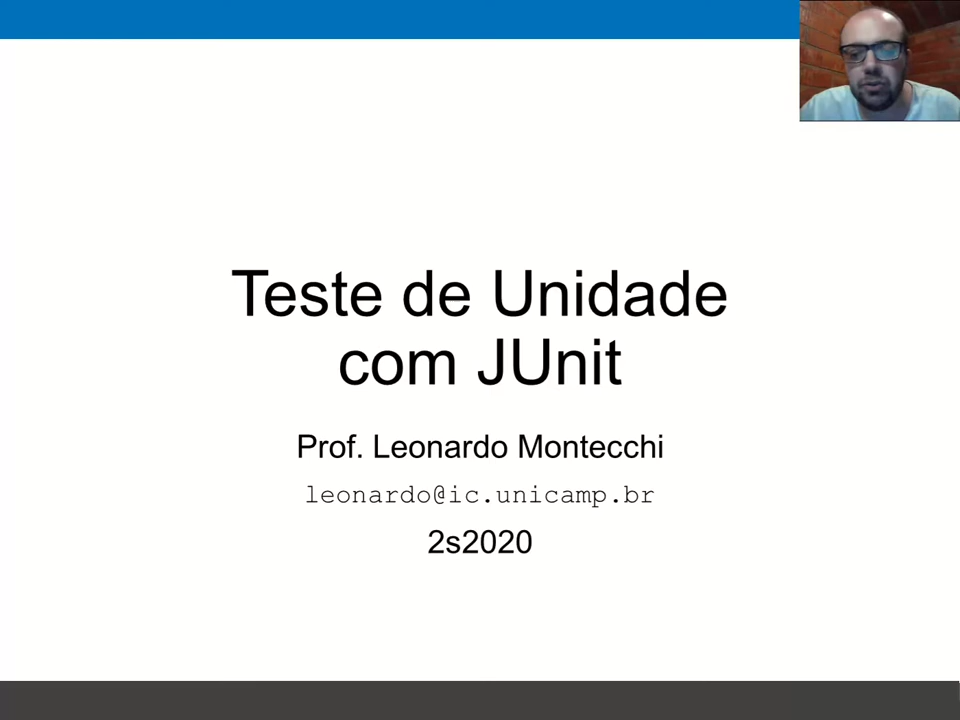 Teste de Unidade
com JUnit
Prof. Leonardo Montecchi
leonardo@ic.unicamp.br
2s2020